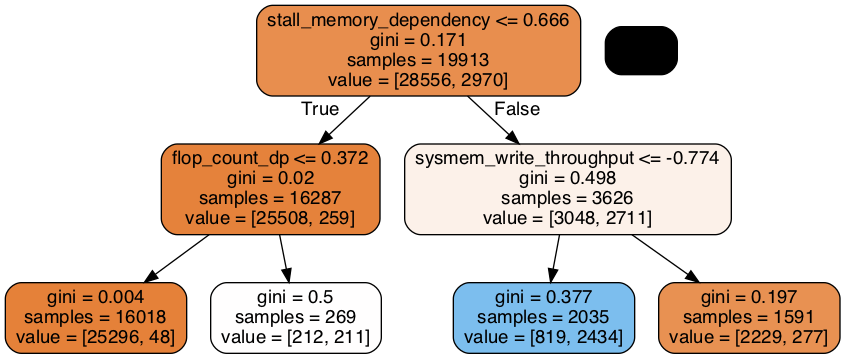 stall_memory_dependency <= 0.666
gini = 0.171
samples = 19913
value = [28556, 2970]
True
False
flop_count_dp <= 0.372
gini = 0.02
samples = 16287
value = [25508, 259]
sysmem_write_throughput <= -0.774
gini = 0.498
samples = 3626
value = [3048, 2711]
gini = 0.004
samples = 16018
value = [25296, 48]
gini = 0.5
samples = 269
value = [212, 211]
gini = 0.377
samples = 2035
value = [819, 2434]
gini = 0.197
samples = 1591
value = [2229, 277]